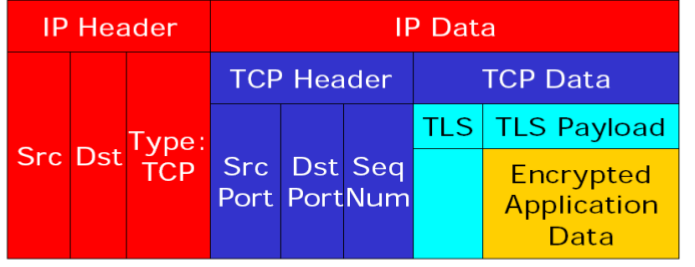 IP Header
IP Data
TCP Header
TCP Data
TLS
TLS Payload
Src
Dst
Type:
TCP
Src
Port
Dst
Port
Seq
Num
Encrypted
Application
Data